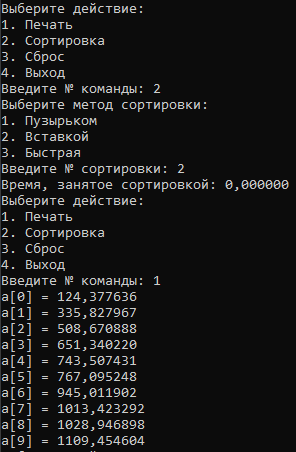 Выберите действие:
1. Печать
2. Сортировка
3. Сброс
4. Выход
Введите № команды: 2
Выберите метод сортировки:
1. Пузырьком
2. Вставкой
3. Быстрая
Введите № сортировки: 2
Время, занятое сортировкой: 0,000000
Выберите действие:
1. Печать
2. Сортировка
3. Сброс
4. Выход
Введите № команды: 1
a[0] = 124,377636
a[1] = 335,827967
a[2] = 508,670888
a[3] = 651,340220
a[4] = 743,507431
a[5] = 767,095248
a[6] = 945,011902
a[7] = 1013,423292
a[8] = 1028,946898
a[9] = 1109,454604